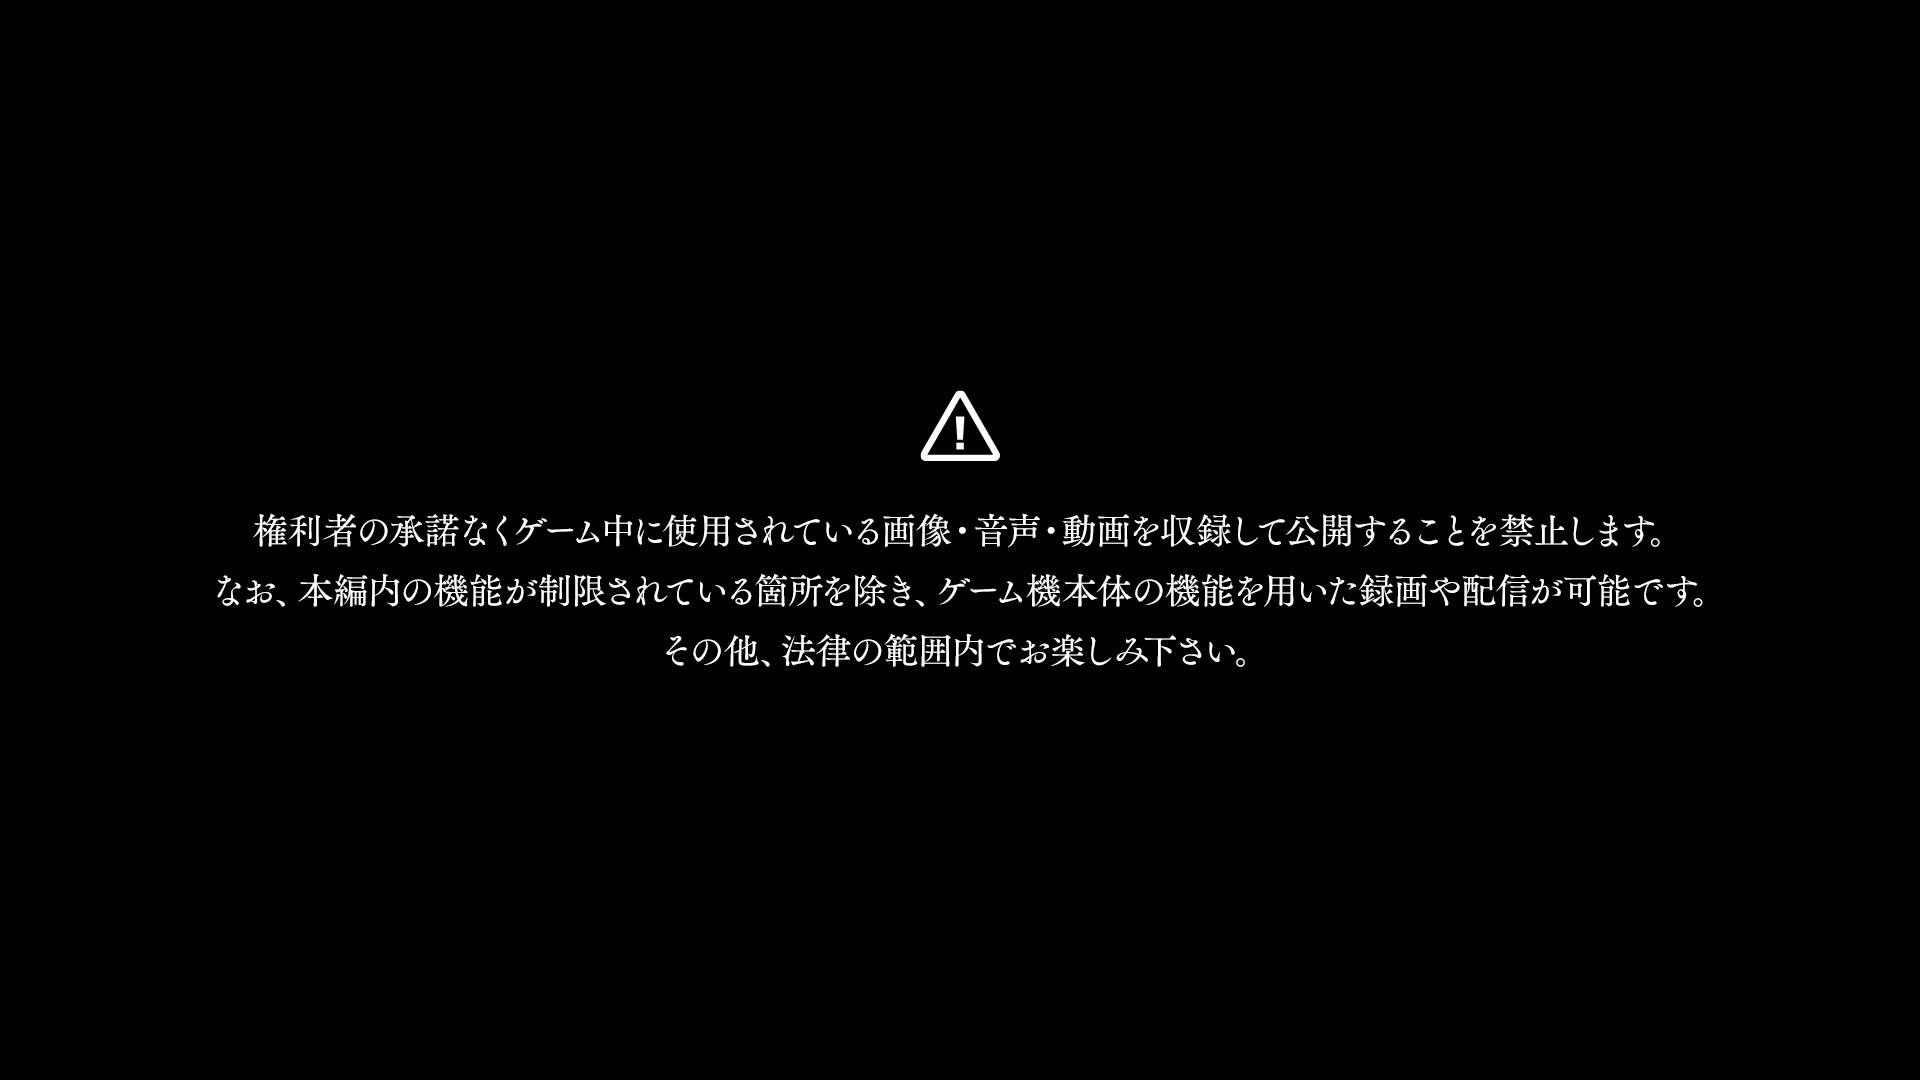 権利者の承諾なくゲーム中に使用されている画像・音声・動画を収録して公開することを禁止します。
なお、本編内の機能が制限されている箇所を除き、ゲーム機本体の機能を用いた録画や配信が可能です。
その他、法律の範囲内でお楽しみ下さい。